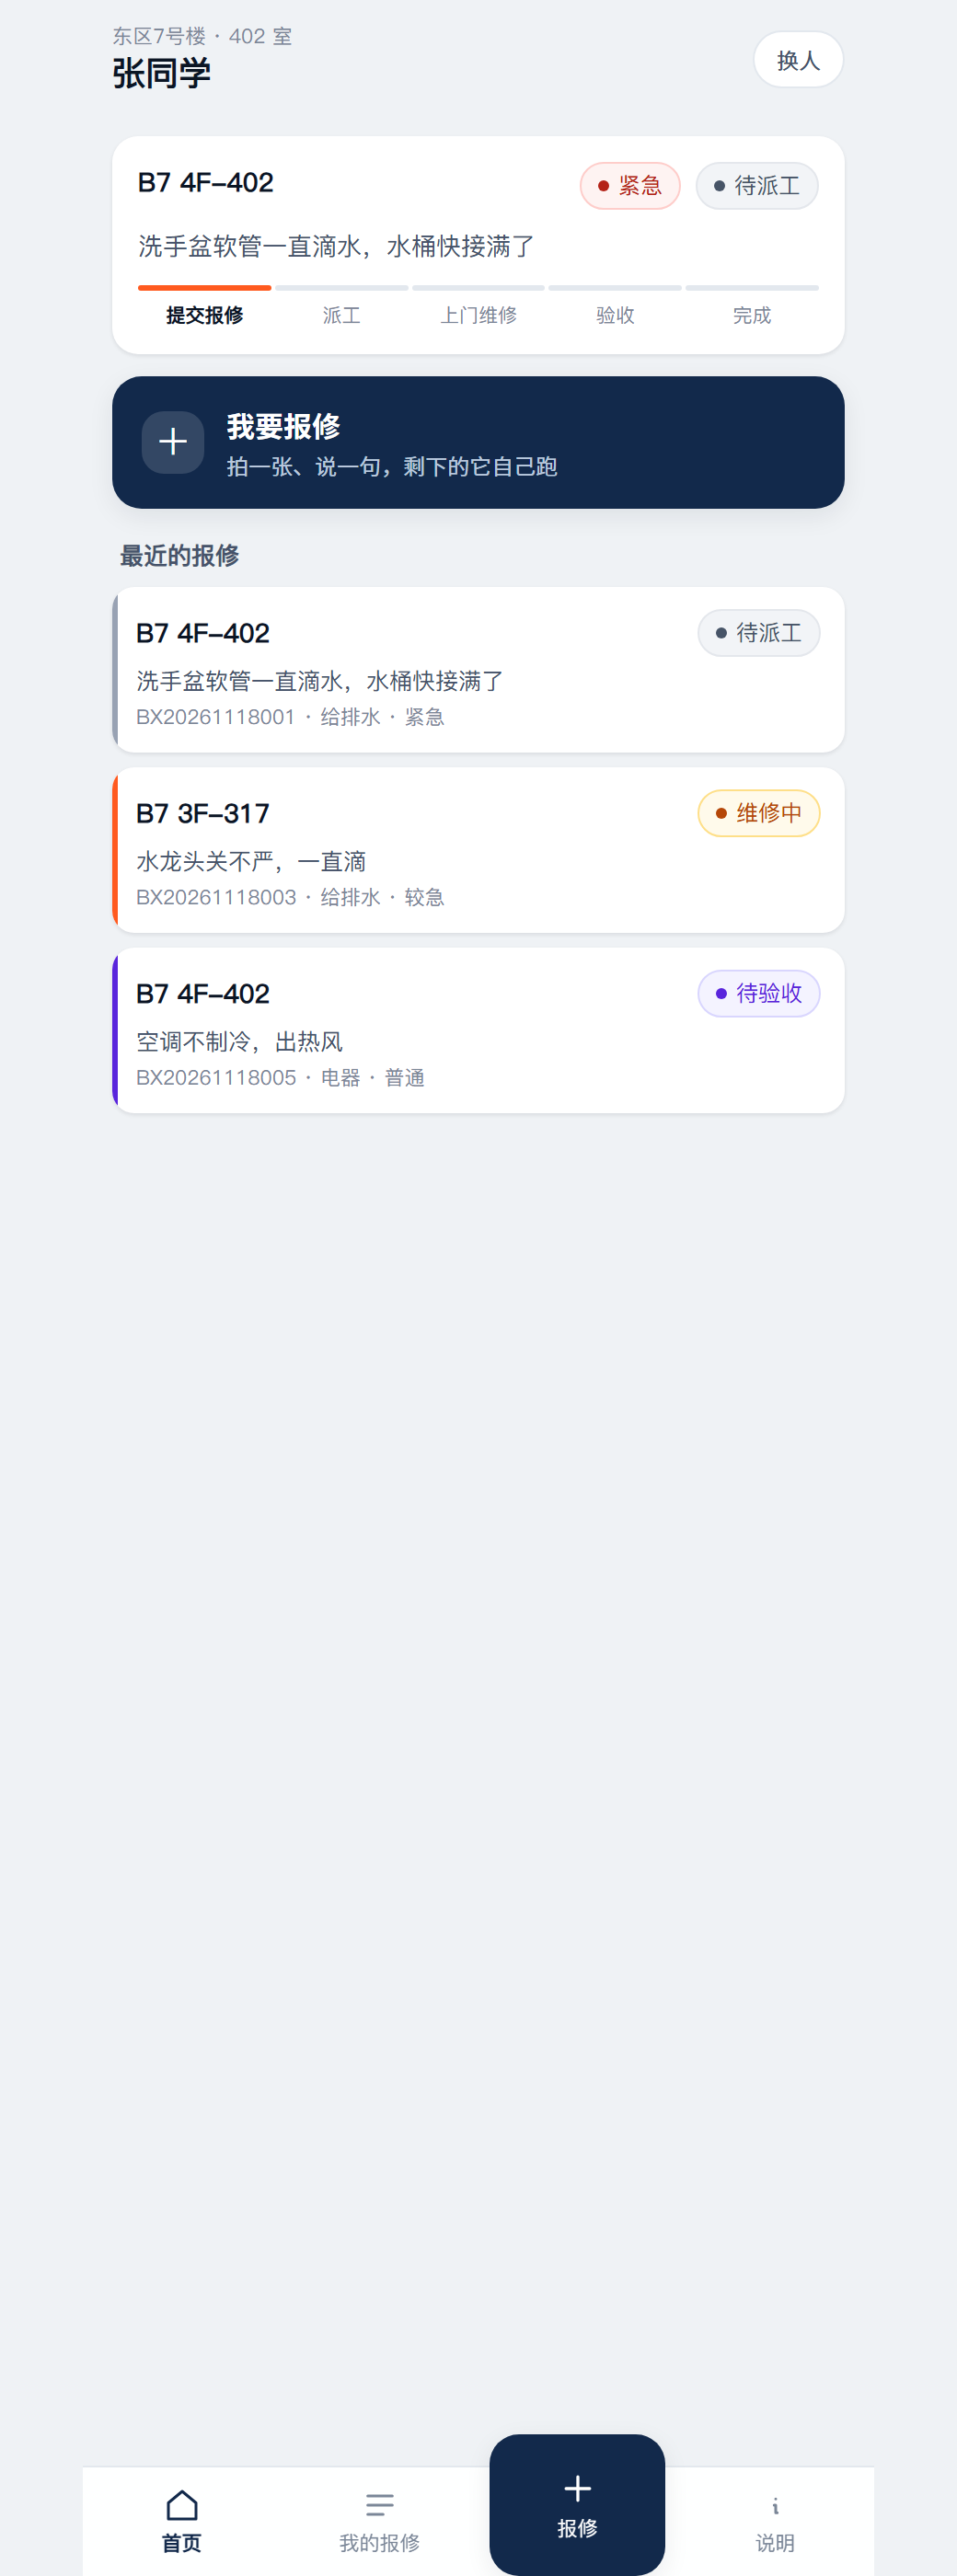 东区7号楼 · 402 室
张同学
换人
B7 4F-402
紧急
待派工
洗手盆软管一直滴水，水桶快接满了
提交报修 派工 上门维修 验收 完成
我要报修
拍一张、说一句，剩下的它自己跑
最近的报修
B7 4F-402
待派工
洗手盆软管一直滴水，水桶快接满了
BX20261118001 · 给排水 · 紧急
B7 3F-317
维修中
水龙头关不严，一直滴
BX20261118003 · 给排水 · 较急
B7 4F-402
待验收
空调不制冷，出热风
BX20261118005 · 电器 · 普通
首页 我的报修 报修 说明